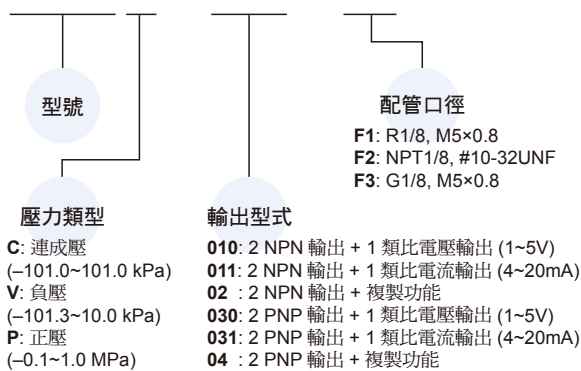 型號
配管口徑
F1: R1/8, M5×0.8
F2: NPT1/8, #10-32UNF
F3: G1/8, M5×0.8
壓力類型
C: 連成壓
(–101.0~101.0 kPa)
V: 負壓
(–101.3~10.0 kPa)
P: 正壓
(–0.1~1.0 MPa)
輸出型式
010: 2 NPN 輸出 + 1 類比電壓輸出 (1~5V)
011: 2 NPN 輸出 + 1 類比電流輸出 (4~20mA)
02 : 2 NPN 輸出 + 複製功能
030: 2 PNP 輸出 + 1 類比電壓輸出 (1~5V)
031: 2 PNP 輸出 + 1 類比電流輸出 (4~20mA)
04 : 2 PNP 輸出 + 複製功能